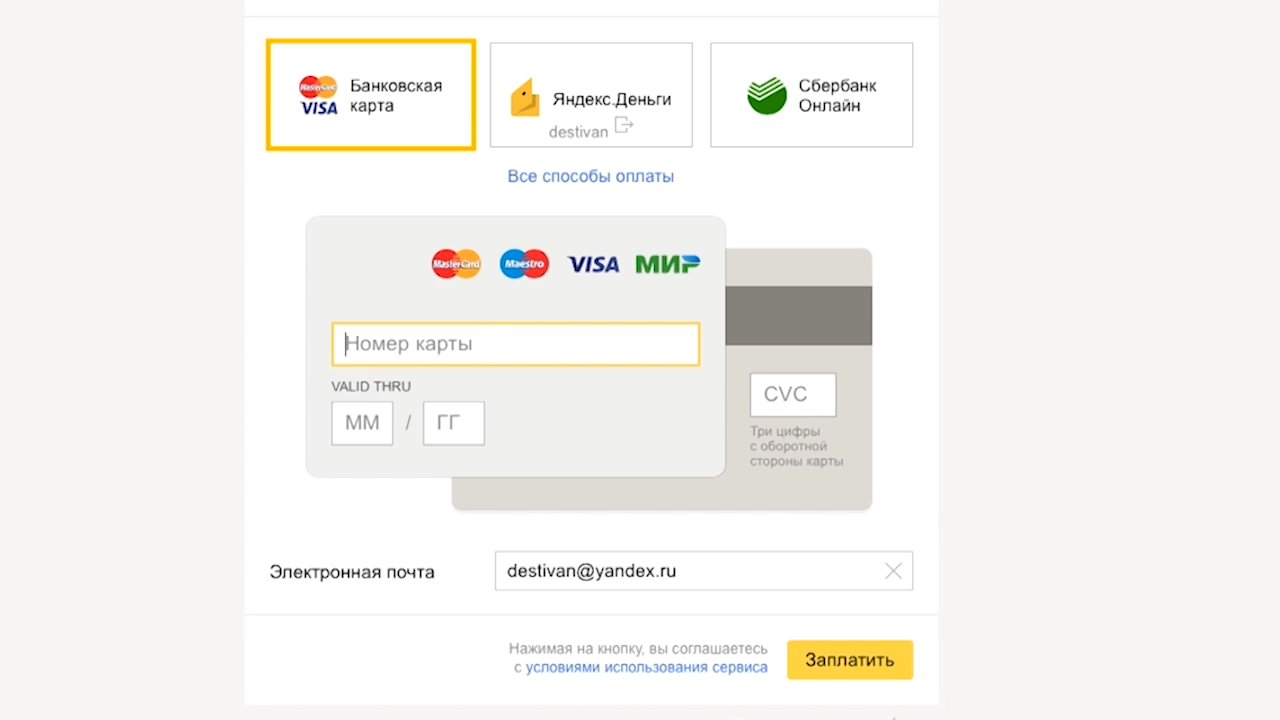 MasterCard
VISA
Банковская
карта
Яндекс.Деньги
destivan
Сбербанк
Онлайн
Все способы оплаты
MasterCard Maestro VISA МИР
Номер карты
VALID THRU
ММ / ГГ
CVC
Три цифры
с оборотной
стороны карты
Электронная почта destivan@yandex.ru
Нажимая на кнопку, вы соглашаетесь
с условиями использования сервиса
Заплатить